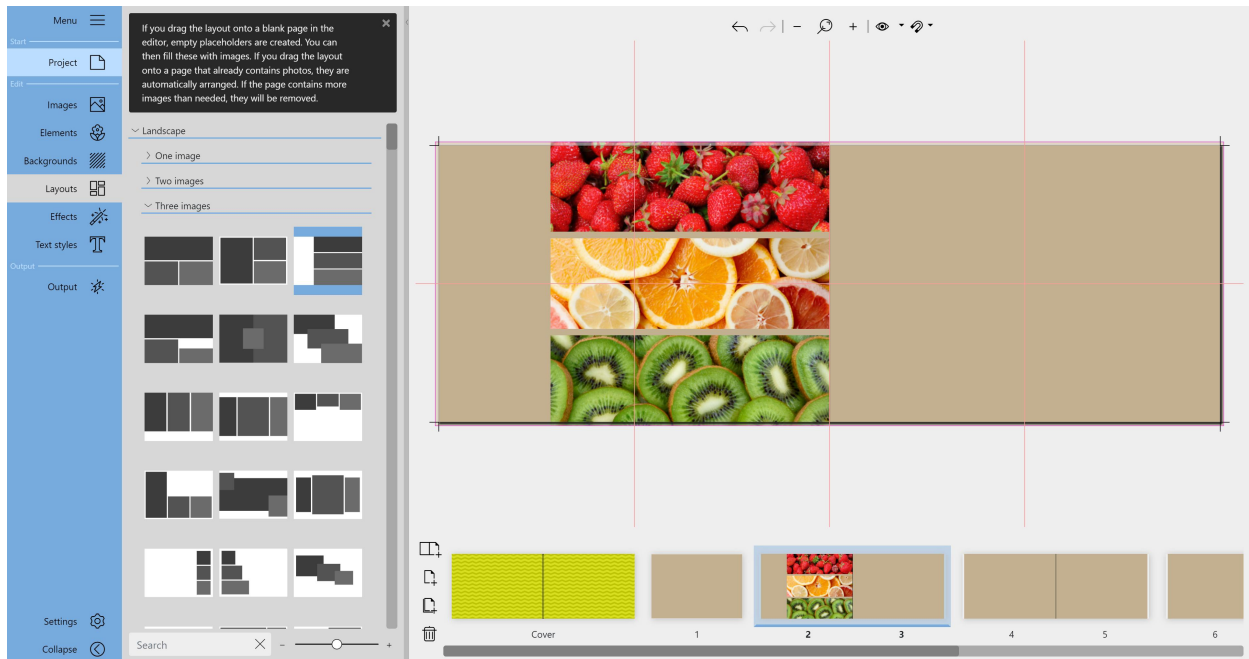 Menu
Start
Project
Edit
Images
Elements
Backgrounds
Layouts
Effects
Text styles
Output
Output
Settings
Collapse
If you drag the layout onto a blank page in the
editor, empty placeholders are created. You can
then fill these with images. If you drag the layout
onto a page that already contains photos, they are
automatically arranged. If the page contains more
images than needed, they will be removed.
Landscape
One image
Two images
Three images
Search
Cover
1
2
3
4
5
6